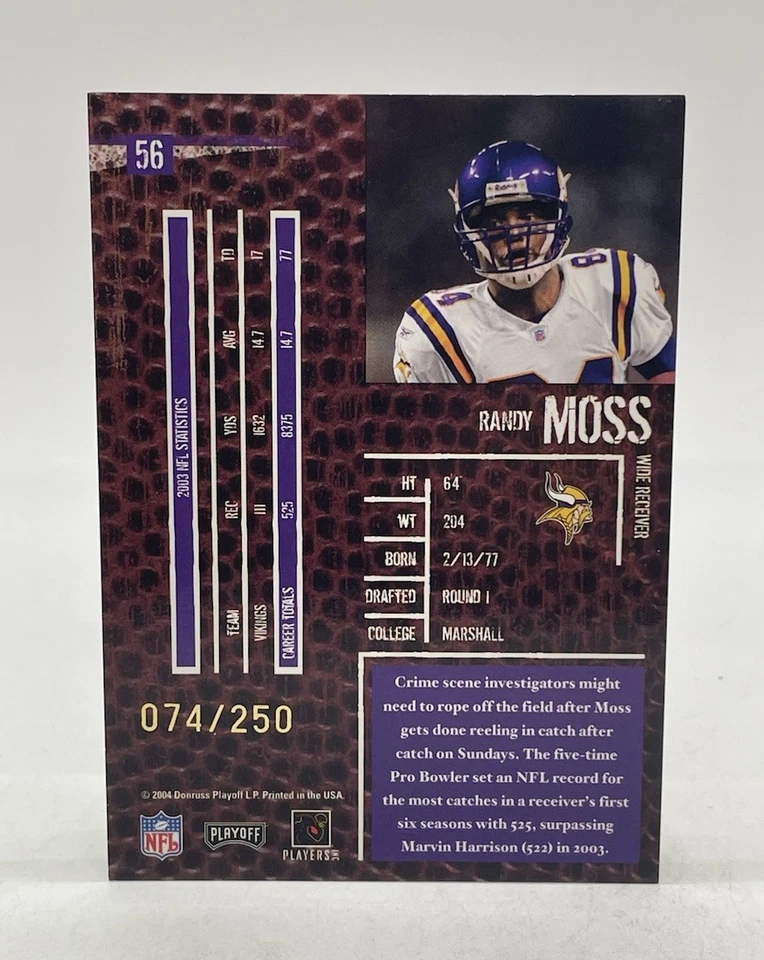 56
Riddell
84
84
RANDY MOSS
WIDE RECEIVER
HT 6'4"
WT 204
BORN 2/13/77
DRAFTED ROUND 1
COLLEGE MARSHALL
2003 NFL STATISTICS
TEAM REC YDS AVG TD
VIKINGS 111 1632 14.7 17
CAREER TOTALS 525 8375 14.7 77
074/250
Crime scene investigators might
need to rope off the field after Moss
gets done reeling in catch after
catch on Sundays. The five-time
Pro Bowler set an NFL record for
the most catches in a receiver's first
six seasons with 525, surpassing
Marvin Harrison (522) in 2003.
© 2004 Donruss Playoff L.P. Printed in the USA.
NFL
PLAYOFF
PLAYERS INC